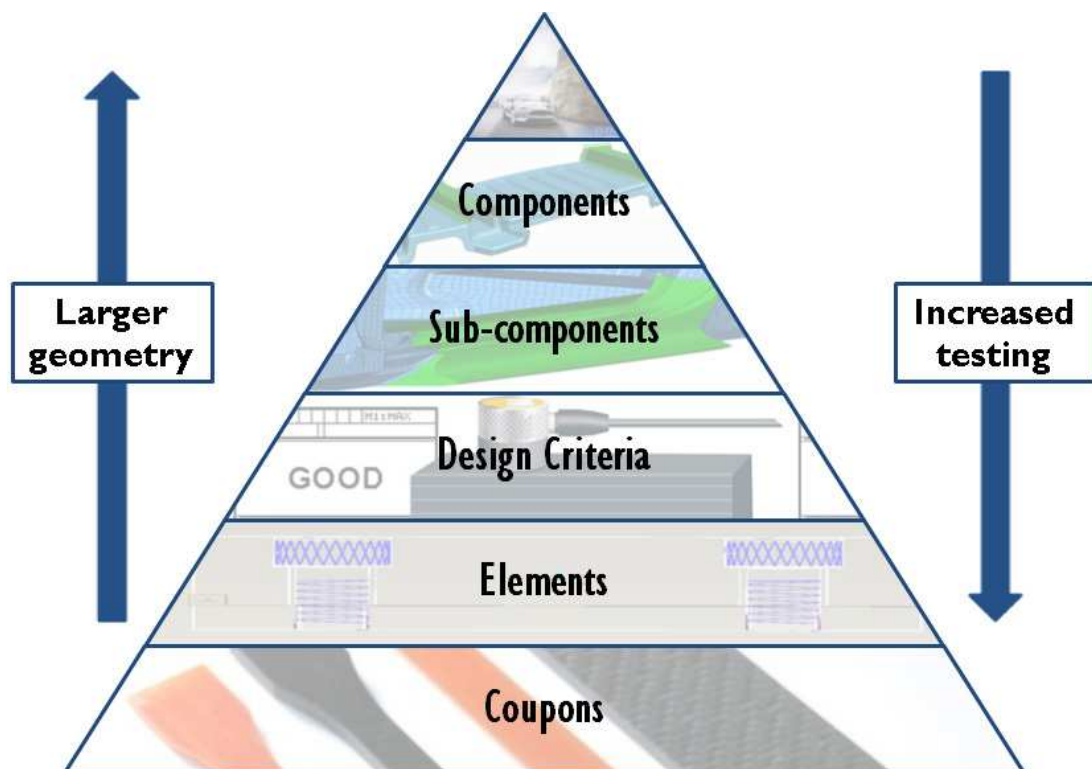 Components
Sub-components
Larger
geometry
Increased
testing
Design Criteria
GOOD
Elements
Coupons